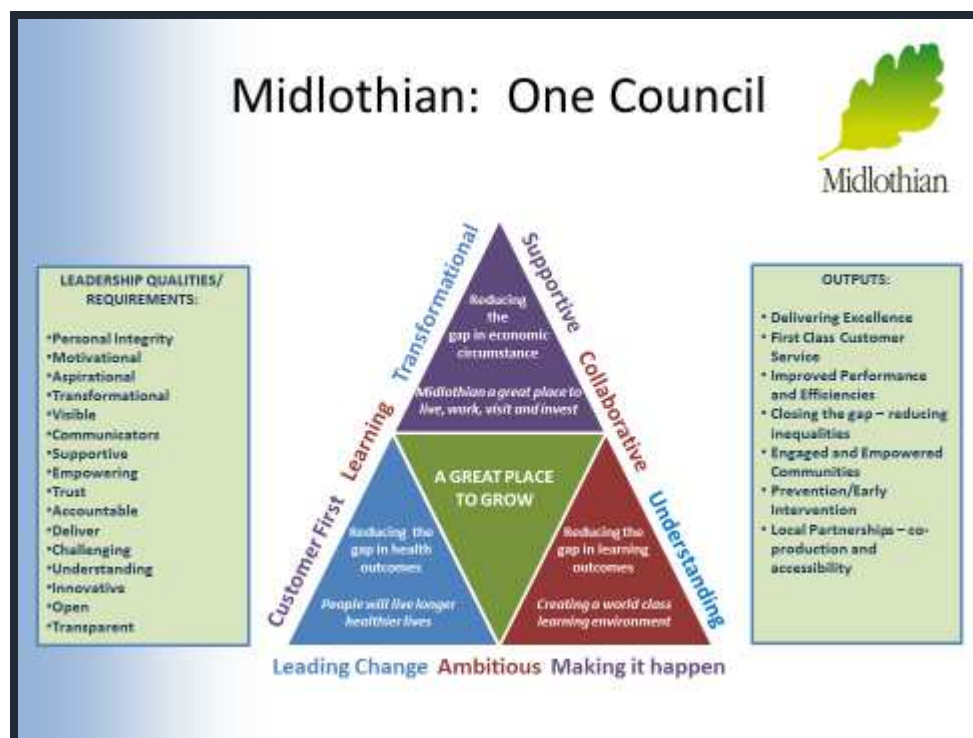 Midlothian: One Council
Midlothian
LEADERSHIP QUALITIES/
REQUIREMENTS:
•Personal Integrity
•Motivational
•Aspirational
•Transformational
•Visible
•Communicators
•Supportive
•Empowering
•Trust
•Accountable
•Deliver
•Challenging
•Understanding
•Innovative
•Open
•Transparent
Customer First Learning Transformational
Supportive Collaborative Understanding
Reducing
the
gap in economic
circumstance
Midlothian a great place to
live, work, visit and invest
A GREAT PLACE
TO GROW
Reducing the
gap in health
outcomes
People will live longer
healthier lives
Reducing the
gap in learning
outcomes
Creating a world class
learning environment
Leading Change Ambitious Making it happen
OUTPUTS:
• Delivering Excellence
• First Class Customer
Service
• Improved Performance
and Efficiencies
• Closing the gap – reducing
inequalities
• Engaged and Empowered
Communities
• Prevention/Early
Intervention
• Local Partnerships – co-
production and
accessibility